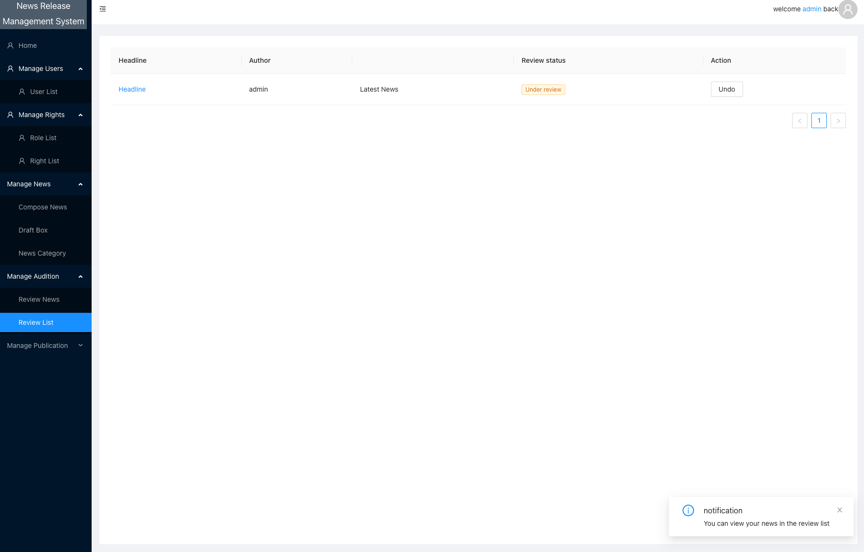 News Release
Management System
welcome admin back
Home
Manage Users
User List
Manage Rights
Role List
Right List
Manage News
Compose News
Draft Box
News Category
Manage Audition
Review News
Review List
Manage Publication
Headline Author Review status Action
Headline admin Latest News Under review Undo
1
notification
You can view your news in the review list